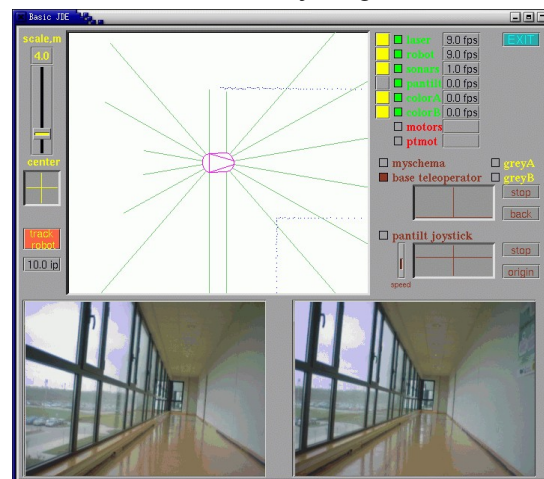 Basic JDE
scale,m
4.0
center
track
robot
10.0 ip
laser 9.0 fps
robot 9.0 fps
sonars 1.0 fps
pantilt 0.0 fps
colorA 0.0 fps
colorB 0.0 fps
motors
ptmot
EXIT
myschema
greyA
base teleoperator
greyB
stop
back
pantilt joystick
speed
stop
origin